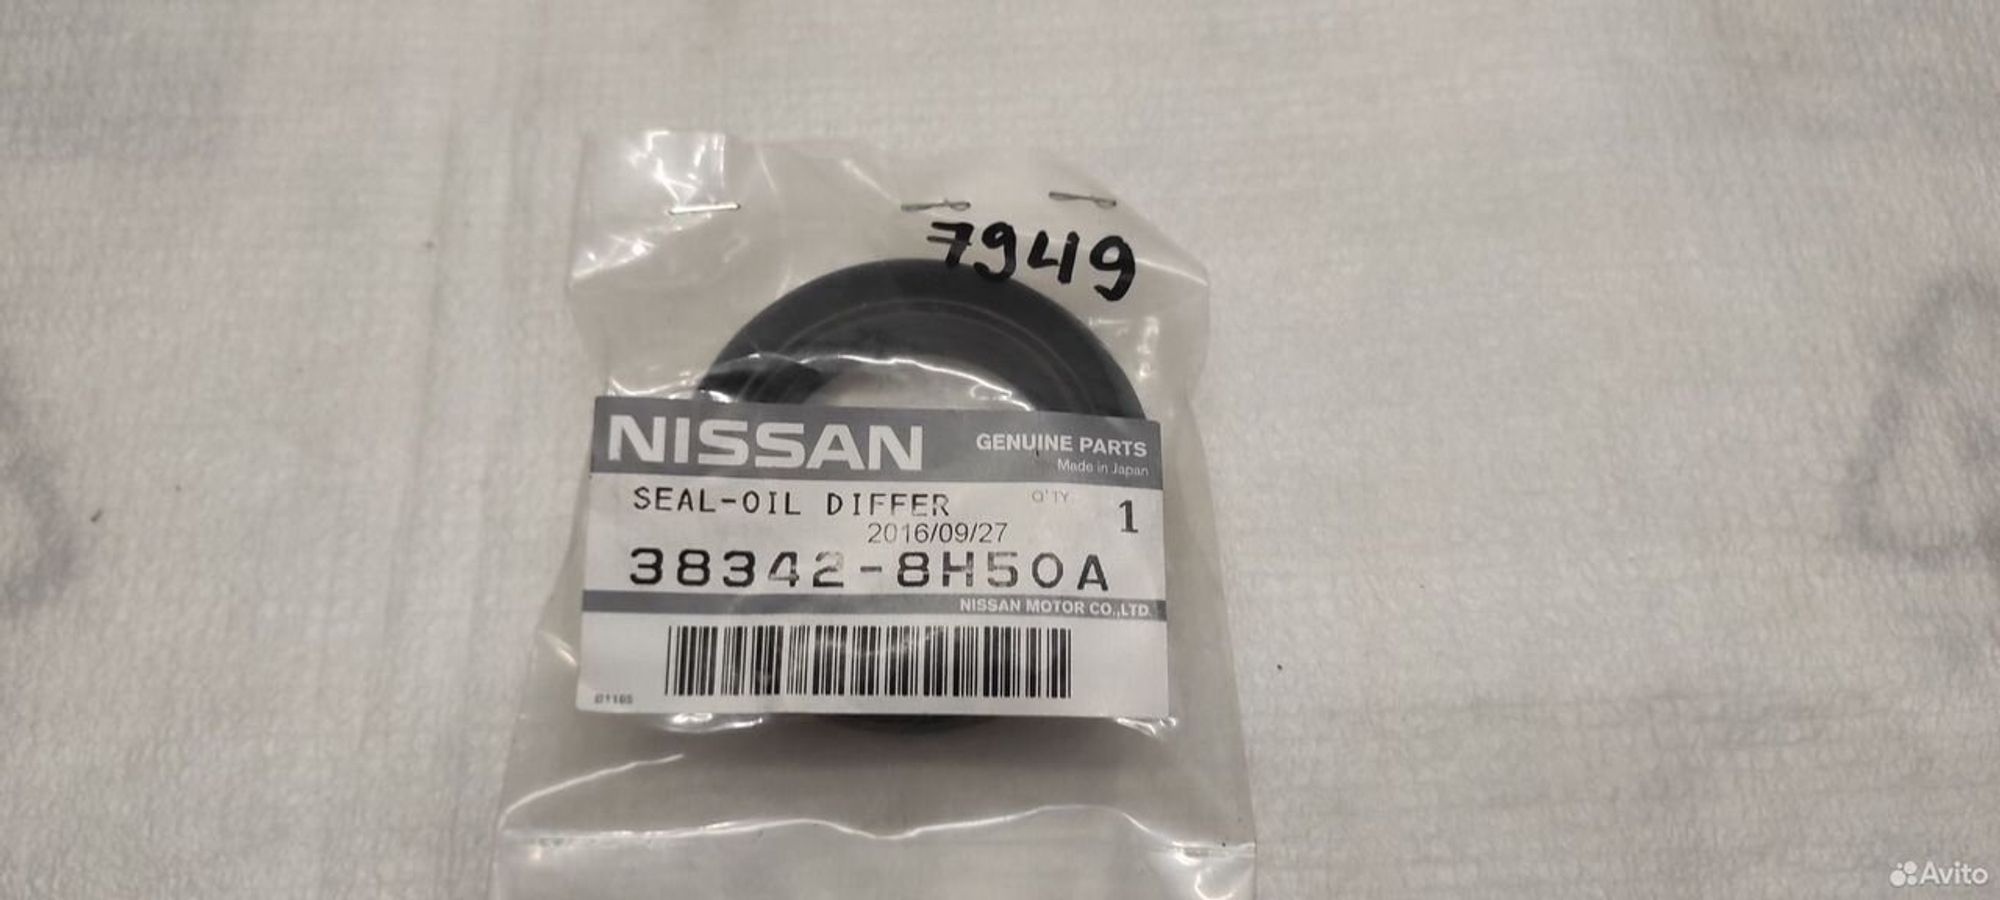 7949
NISSAN
GENUINE PARTS
Made in Japan
SEAL-OIL DIFFER
Q'TY
1
2016/09/27
38342-8H50A
NISSAN MOTOR CO.,LTD.
Avito